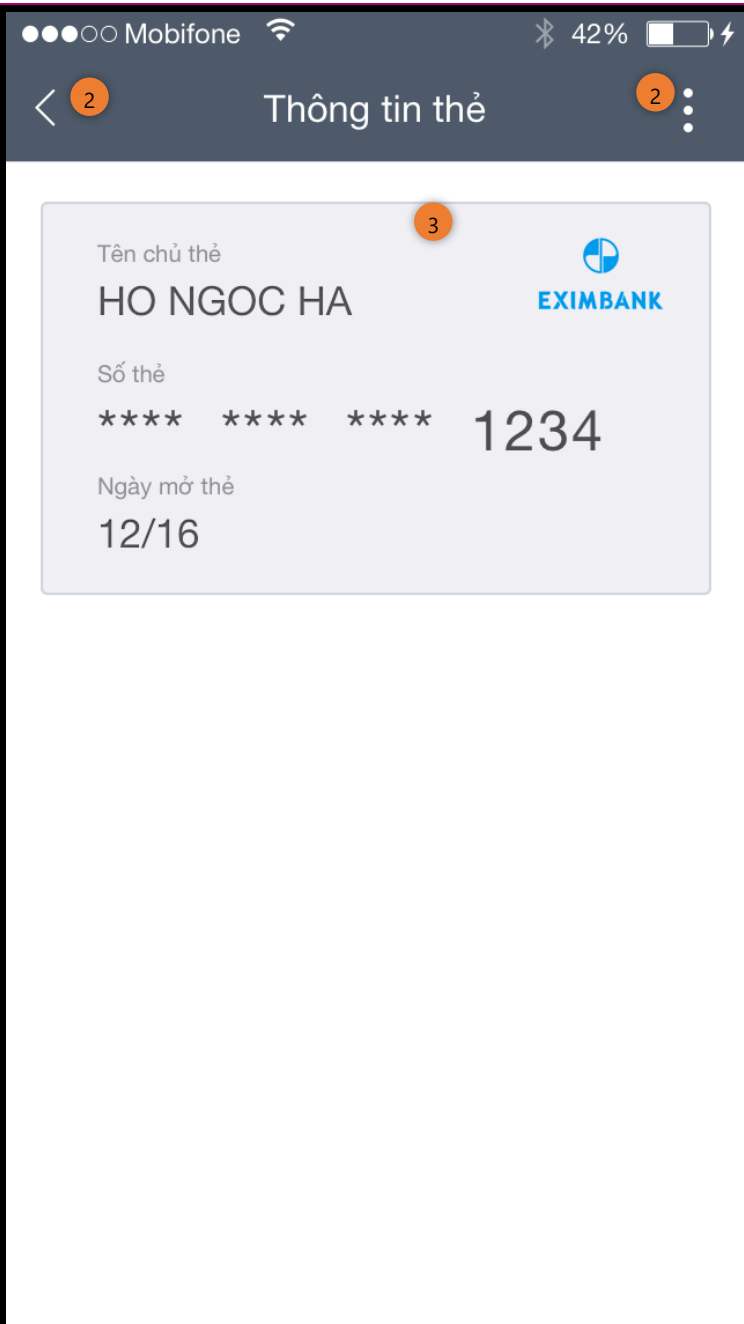 Mobifone 42%
2 Thông tin thẻ 2
3
Tên chủ thẻ
HO NGOC HA
EXIMBANK
Số thẻ
**** **** **** 1234
Ngày mở thẻ
12/16